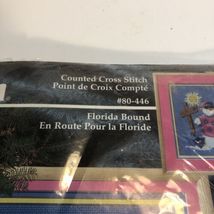 Counted Cross Stitch
Point de Croix Compté
#80-446
Florida Bound
En Route Pour la Floride